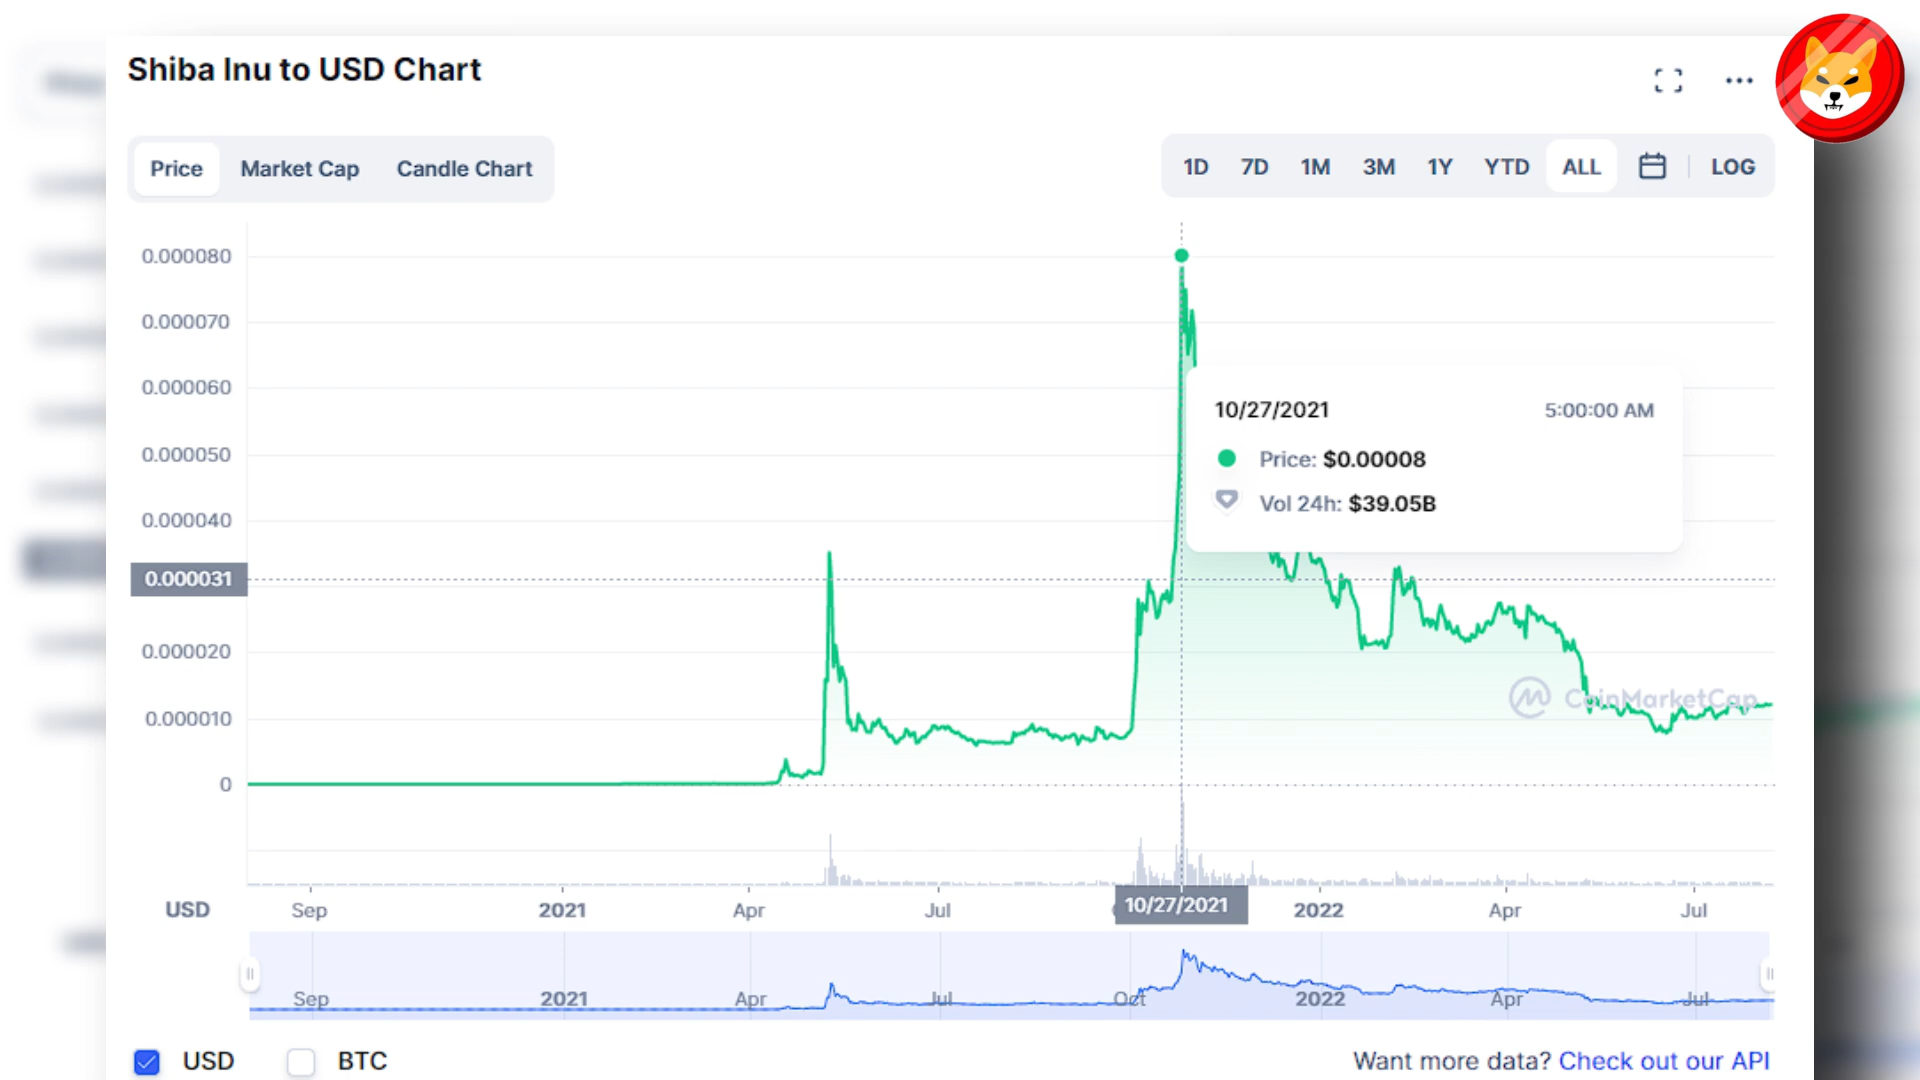 Shiba Inu to USD Chart
Price Market Cap Candle Chart
1D 7D 1M 3M 1Y YTD ALL LOG
0.000080
0.000070
0.000060
0.000050
0.000040
0.000031
0.000020
0.000010
0
10/27/2021 5:00:00 AM
Price: $0.00008
Vol 24h: $39.05B
CoinMarketCap
USD Sep 2021 Apr Jul 10/27/2021 2022 Apr Jul
Sep 2021 Apr Jul Oct 2022 Apr Jul
USD BTC
Want more data? Check out our API